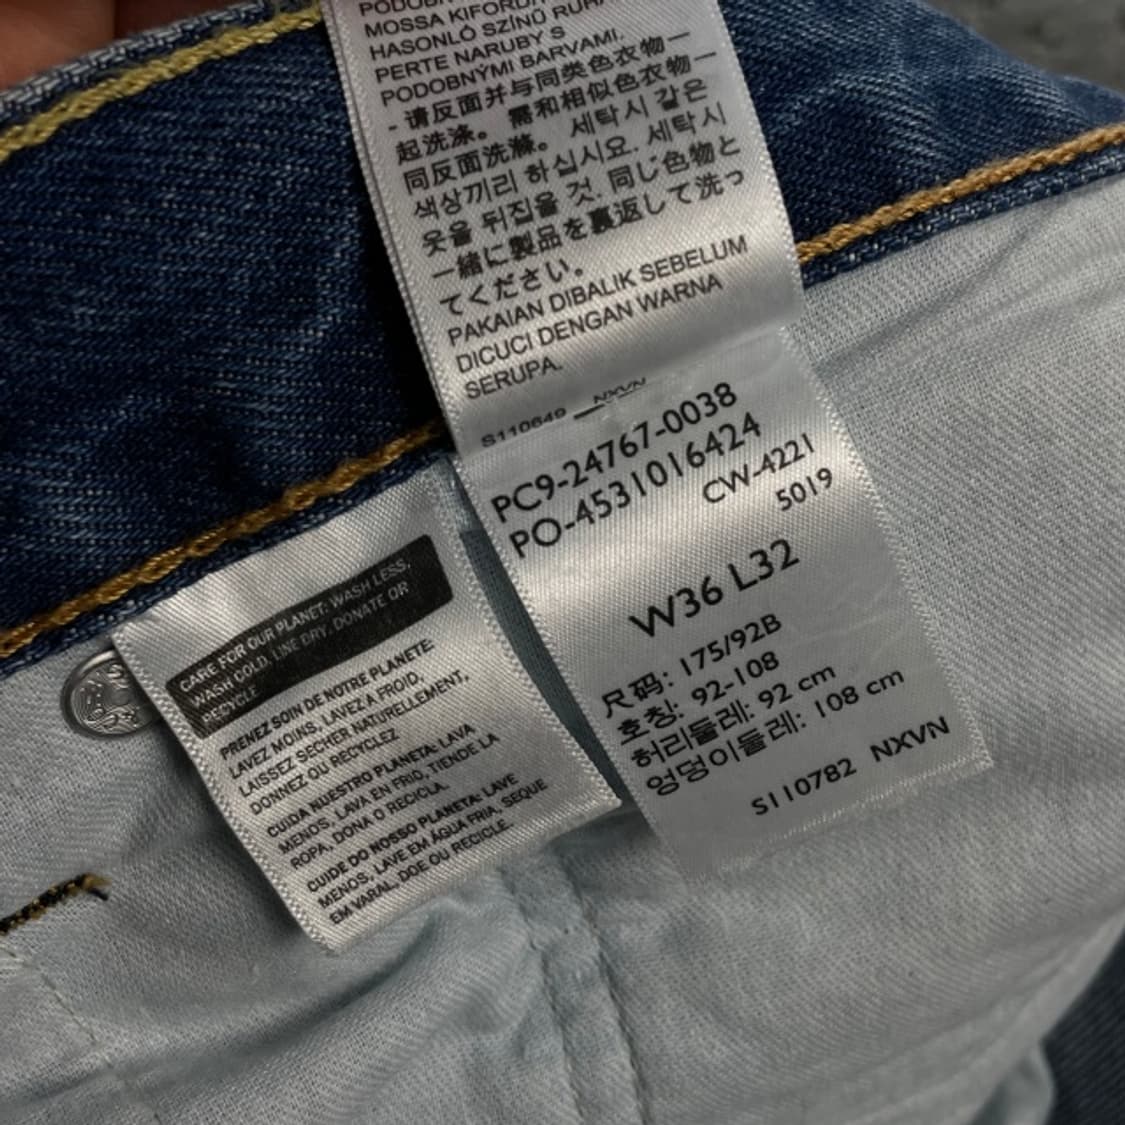 MOSSA KIFORD
HASONLÓ SZÍNŰ RUHA
PERTE NARUBY S
PODOBNÝMI BARVAMI.
- 请反面并与同类色衣物一
起洗涤。 需和相似色衣物一
同反面洗滌。 세탁시 같은
색상끼리 하십시요. 세탁시
옷을 뒤집을 것. 同じ色物と
一緒に製品を裏返して洗っ
てください。
PAKAIAN DIBALIK SEBELUM
DICUCI DENGAN WARNA
SERUPA.
S110649 NXVN
PC9-24767-0038
PO-4531016424
CW-4221
5019
W36 L32
尺码: 175/92B
호칭: 92-108
허리둘레: 92 cm
엉덩이둘레: 108 cm
S110782 NXVN
CARE FOR OUR PLANET: WASH LESS,
WASH COLD, LINE DRY, DONATE OR
RECYCLE
PRENEZ SOIN DE NOTRE PLANÈTE:
LAVEZ MOINS, LAVEZ A FROID,
LAISSEZ SECHER NATURELLEMENT,
DONNEZ OU RECYCLEZ
CUIDA NUESTRO PLANETA: LAVA
MENOS, LAVA EN FRIO, TIENDE LA
ROPA, DONA O RECICLA.
CUIDE DO NOSSO PLANETA: LAVE
MENOS, LAVE EM ÁGUA FRIA, SEQUE
EM VARAL, DOE OU RECICLE.